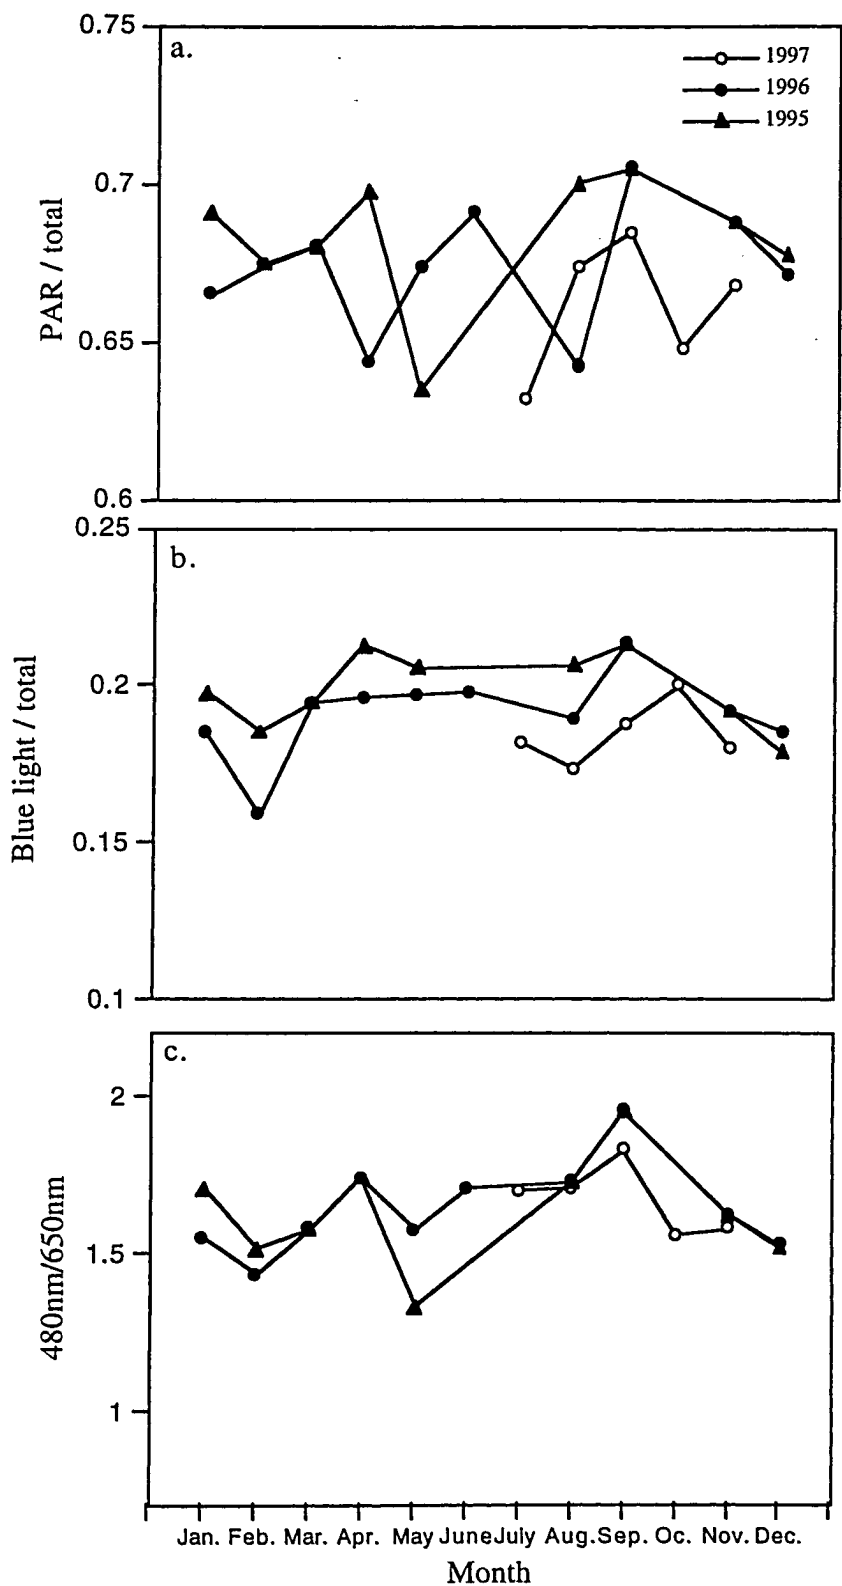 0.75
a.
1997
1996
1995
0.7
PAR / total
0.65
0.6
0.25
b.
0.2
Blue light / total
0.15
0.1
c.
2
480nm/650nm
1.5
1
Jan. Feb. Mar. Apr. May June July Aug. Sep. Oc. Nov. Dec.
Month